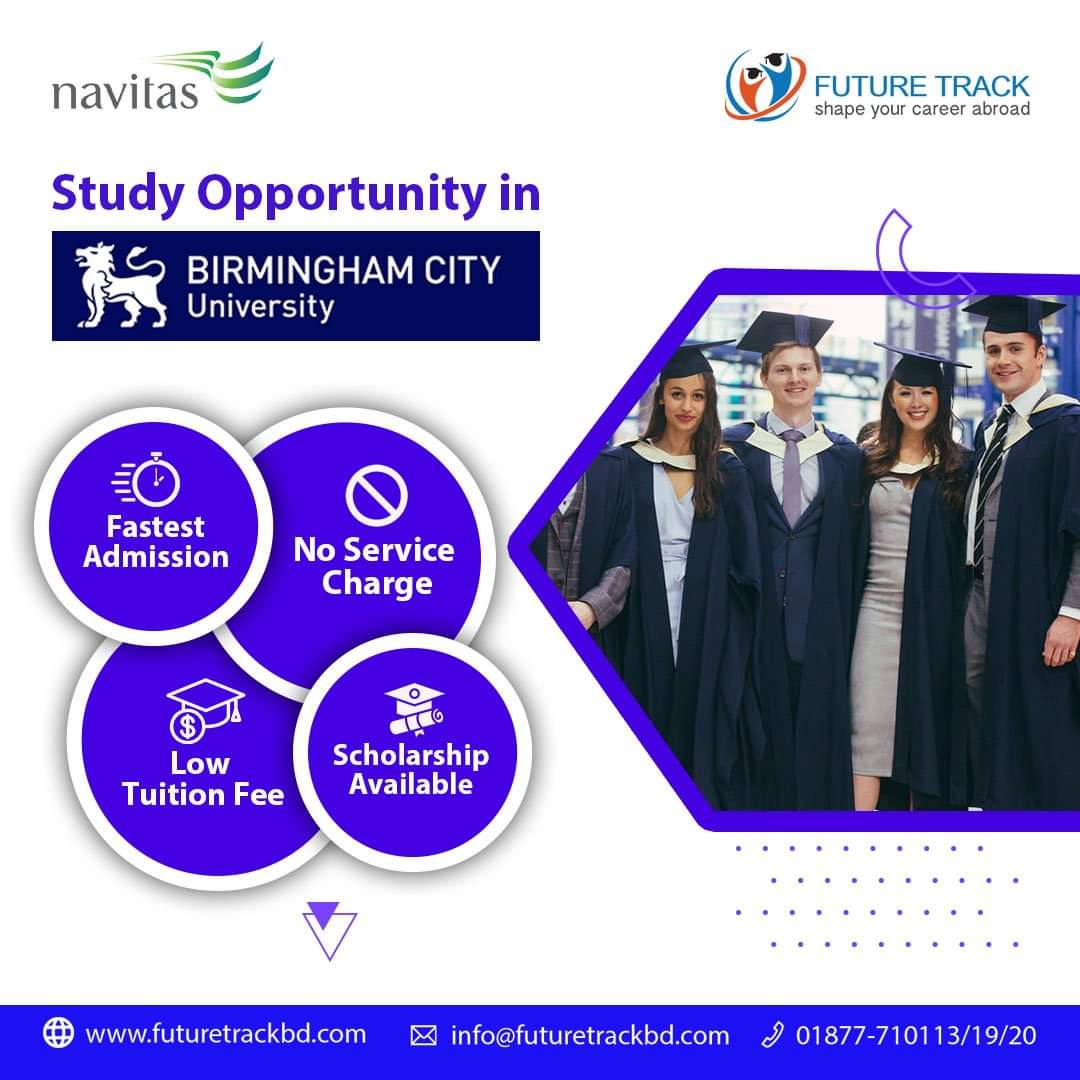 navitas
FUTURE TRACK
shape your career abroad
Study Opportunity in
BIRMINGHAM CITY
University
Fastest
Admission
No Service
Charge
Low
Tuition Fee
Scholarship
Available
www.futuretrackbd.com
info@futuretrackbd.com
01877-710113/19/20